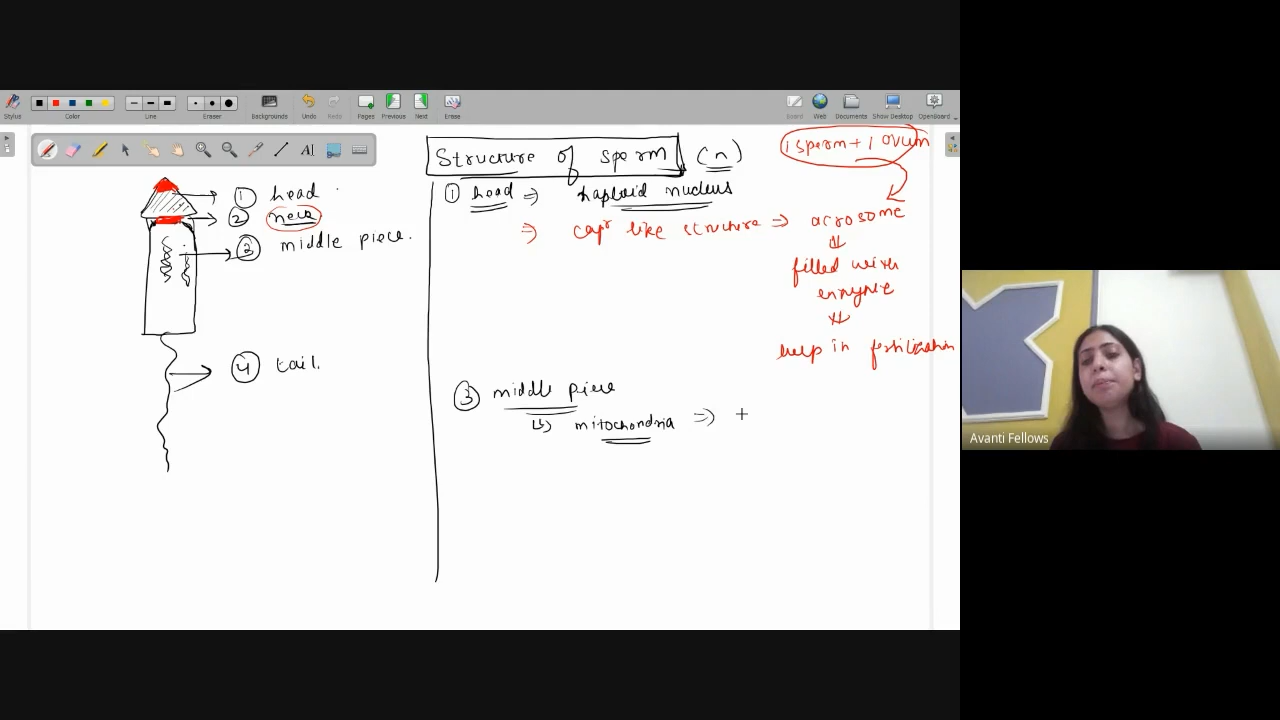 Stylus
Color
Line
Eraser
Backgrounds
Undo
Redo
Pages
Previous
Next
Erase
Board
Web
Documents
Show Desktop
OpenBoard
① head
② neck
③ middle piece.
④ tail.
Structure of sperm (n)
1 sperm + 1 ovum
① head ⇒ haploid nucleus
⇒ cap like structure ⇒ acrosome
filled with
enzyme
help in fertilization
③ middle piece
mitochondria ⇒ +
Avanti Fellows